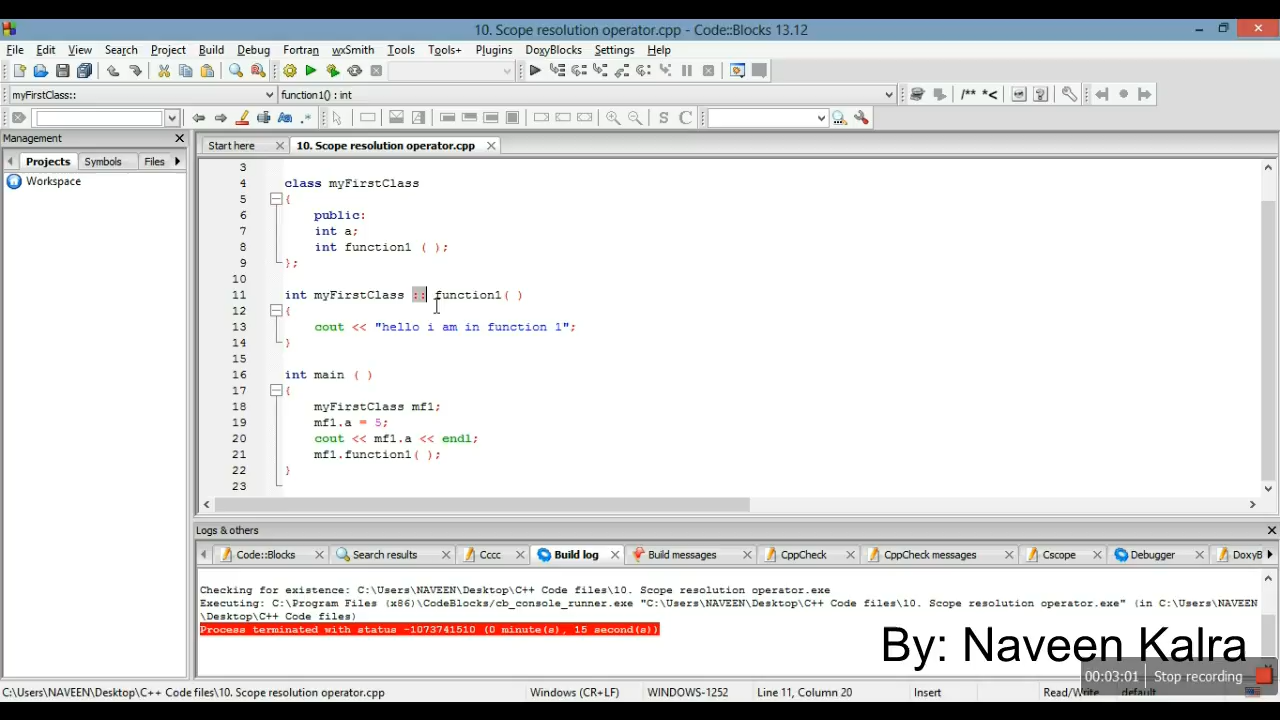 10. Scope resolution operator.cpp - Code::Blocks 13.12
File Edit View Search Project Build Debug Fortran wxSmith Tools Tools+ Plugins DoxyBlocks Settings Help
myFirstClass:: function1() : int /** *<
S C
Management
Start here 10. Scope resolution operator.cpp
Projects Symbols Files
Workspace
3
4 class myFirstClass
5 {
6 public:
7 int a;
8 int function1 ( );
9 };
10
11 int myFirstClass :: function1( )
12 {
13 cout << "hello i am in function 1";
14 }
15
16 int main ( )
17 {
18 myFirstClass mf1;
19 mf1.a = 5;
20 cout << mf1.a << endl;
21 mf1.function1( );
22 }
23
Logs & others
Code::Blocks Search results Cccc Build log Build messages CppCheck CppCheck messages Cscope Debugger DoxyB
Checking for existence: C:\Users\NAVEEN\Desktop\C++ Code files\10. Scope resolution operator.exe
Executing: C:\Program Files (x86)\CodeBlocks/cb_console_runner.exe "C:\Users\NAVEEN\Desktop\C++ Code files\10. Scope resolution operator.exe" (in C:\Users\NAVEEN
\Desktop\C++ Code files)
Process terminated with status -1073741510 (0 minute(s), 15 second(s))
By: Naveen Kalra
00:03:01 Stop recording
C:\Users\NAVEEN\Desktop\C++ Code files\10. Scope resolution operator.cpp Windows (CR+LF) WINDOWS-1252 Line 11, Column 20 Insert Read/Write default